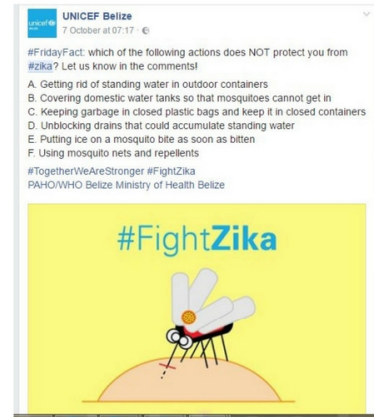 unicef
UNICEF Belize
7 October at 07:17 ·
#FridayFact: which of the following actions does NOT protect you from
#zika? Let us know in the comments!
A. Getting rid of standing water in outdoor containers
B. Covering domestic water tanks so that mosquitoes cannot get in
C. Keeping garbage in closed plastic bags and keep it in closed containers
D. Unblocking drains that could accumulate standing water
E. Putting ice on a mosquito bite as soon as bitten
F. Using mosquito nets and repellents
#TogetherWeAreStronger #FightZika
PAHO/WHO Belize Ministry of Health Belize
#FightZika